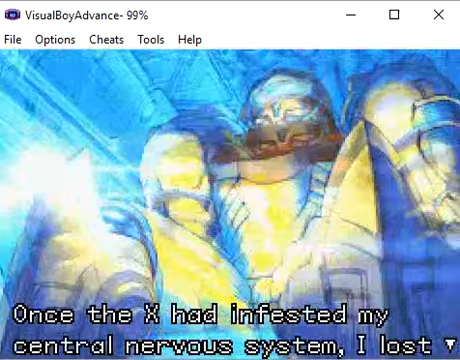 VisualBoyAdvance- 99%
File Options Cheats Tools Help
Once the X had infested my
central nervous system, I lost